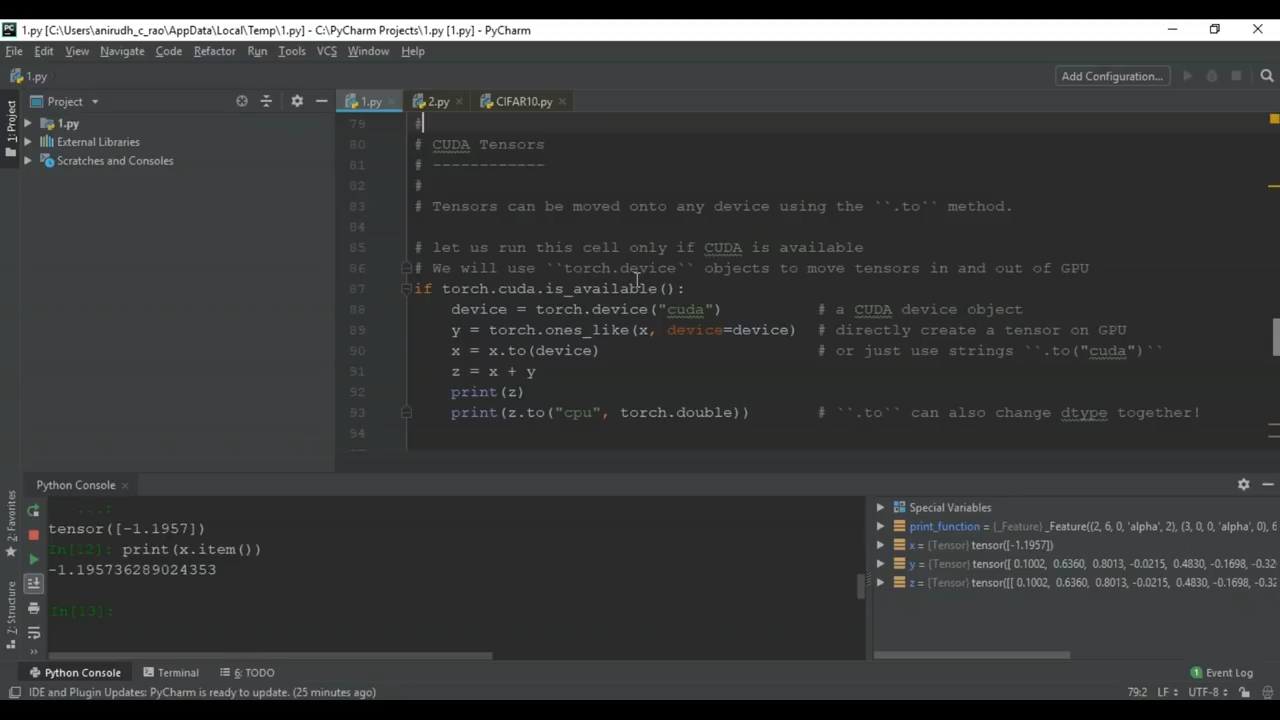 1.py [C:\Users\anirudh_c_rao\AppData\Local\Temp\1.py] - C:\PyCharm Projects\1.py [1.py] - PyCharm
File Edit View Navigate Code Refactor Run Tools VCS Window Help
1.py Add Configuration...
1: Project
Project 1.py 2.py CIFAR10.py
1.py
External Libraries
Scratches and Consoles
79 #
80 # CUDA Tensors
81 # ------------
82 #
83 # Tensors can be moved onto any device using the ``.to`` method.
84
85 # let us run this cell only if CUDA is available
86 # We will use ``torch.device`` objects to move tensors in and out of GPU
87 if torch.cuda.is_available():
88 device = torch.device("cuda") # a CUDA device object
89 y = torch.ones_like(x, device=device) # directly create a tensor on GPU
90 x = x.to(device) # or just use strings ``.to("cuda")``
91 z = x + y
92 print(z)
93 print(z.to("cpu", torch.double)) # ``.to`` can also change dtype together!
94
Python Console
2: Favorites
Z: Structure
...:
tensor([-1.1957])
In[12]: print(x.item())
-1.195736289024353
In[13]:
Special Variables
print_function = {_Feature} _Feature((2, 6, 0, 'alpha', 2), (3, 0, 0, 'alpha', 0), 6
x = {Tensor} tensor([-1.1957])
y = {Tensor} tensor([ 0.1002, 0.6360, 0.8013, -0.0215, 0.4830, -0.1698, -0.32
z = {Tensor} tensor([[ 0.1002, 0.6360, 0.8013, -0.0215, 0.4830, -0.1698, -0.32
Python Console Terminal 6: TODO 1 Event Log
IDE and Plugin Updates: PyCharm is ready to update. (25 minutes ago) 79:2 LF UTF-8